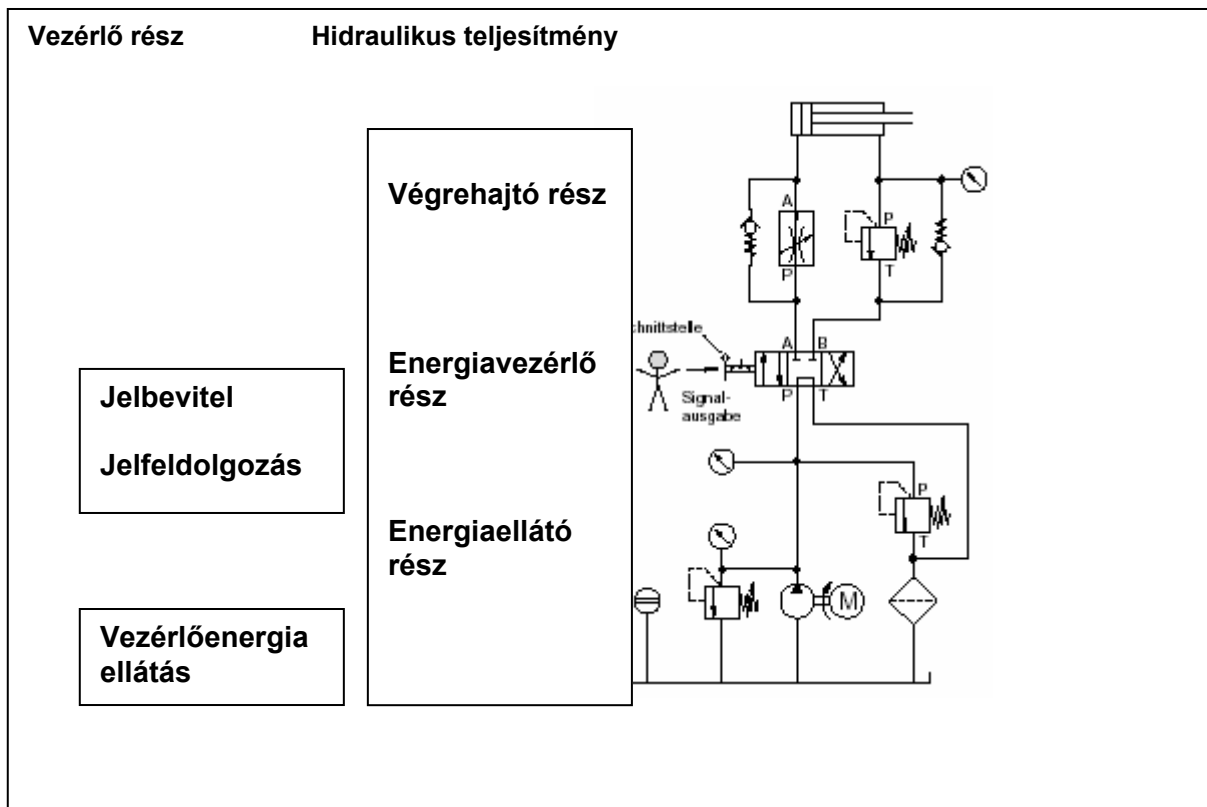 Vezérlő rész Hidraulikus teljesítmény
Végrehajtó rész
Energiavezérlő
rész
Energiaellátó
rész
Jelbevitel
Jelfeldolgozás
Vezérlőenergia
ellátás
A
P
P
T
chnittstelle
A B
P T
Signal-
ausgabe
P
T
M